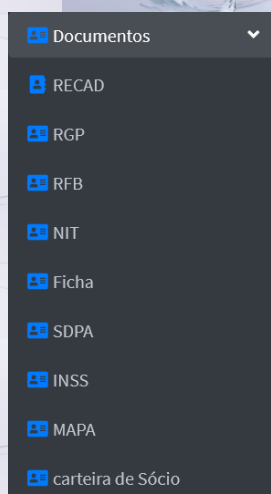 Documentos
RECAD
RGP
RFB
NIT
Ficha
SDPA
INSS
MAPA
carteira de Sócio